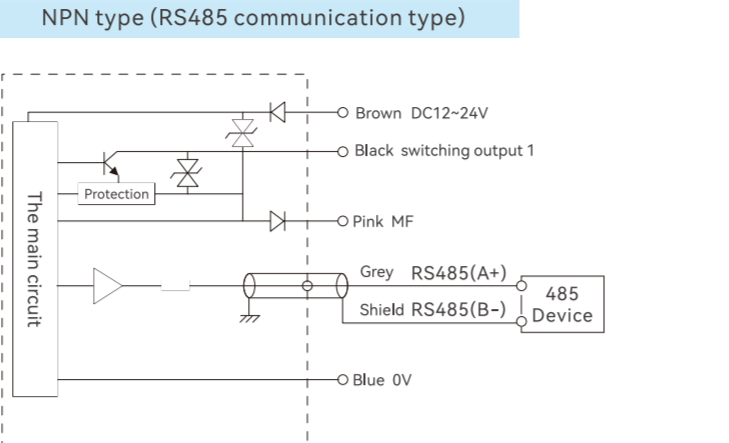 NPN type (RS485 communication type)
Brown DC12~24V
Black switching output 1
Protection
Pink MF
The main circuit
Grey RS485(A+)
Shield RS485(B-)
485
Device
Blue 0V